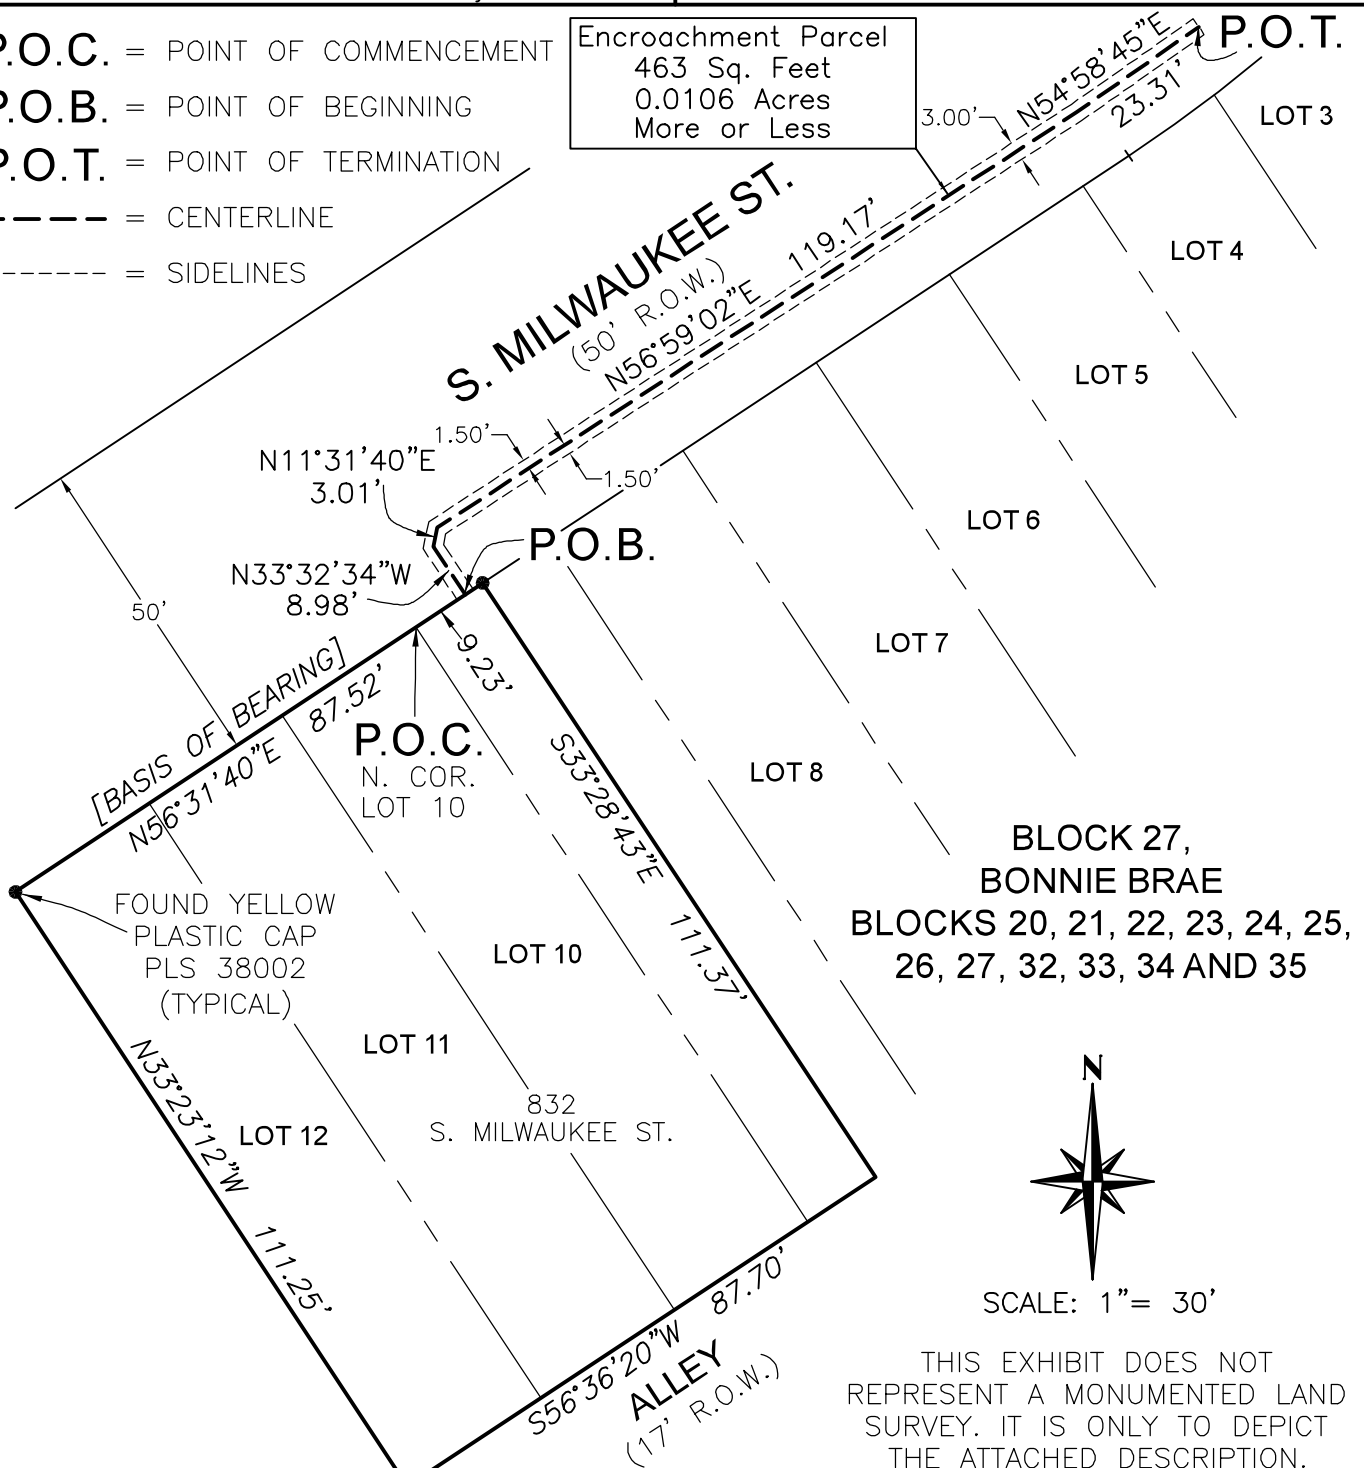 P.O.C. = POINT OF COMMENCEMENT
P.O.B. = POINT OF BEGINNING
P.O.T. = POINT OF TERMINATION
= CENTERLINE
= SIDELINES
Encroachment Parcel
463 Sq. Feet
0.0106 Acres
More or Less
P.O.T.
N54°58'45"E
23.31'
3.00'
LOT 3
LOT 4
LOT 5
LOT 6
LOT 7
LOT 8
S. MILWAUKEE ST.
(50' R.O.W.)
N56°59'02"E
119.17'
1.50'
1.50'
N11°31'40"E
3.01'
P.O.B.
N33°32'34"W
8.98'
50'
[BASIS OF BEARING]
N56°31'40"E
87.52'
9.23'
P.O.C.
N. COR.
LOT 10
S33°28'43"E
111.37'
BLOCK 27,
BONNIE BRAE
BLOCKS 20, 21, 22, 23, 24, 25,
26, 27, 32, 33, 34 AND 35
FOUND YELLOW
PLASTIC CAP
PLS 38002
(TYPICAL)
LOT 10
LOT 11
LOT 12
832
S. MILWAUKEE ST.
N33°23'12"W
111.25'
S56°36'20"W
87.70'
ALLEY
(17' R.O.W.)
N
SCALE: 1"= 30'
THIS EXHIBIT DOES NOT
REPRESENT A MONUMENTED LAND
SURVEY. IT IS ONLY TO DEPICT
THE ATTACHED DESCRIPTION.